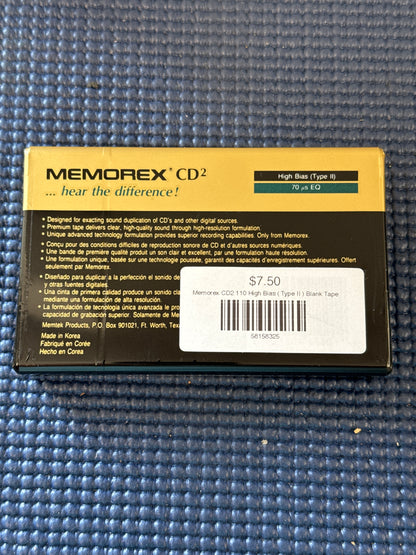 MEMOREX® CD²
... hear the difference!
High Bias (Type II)
70 µs EQ
• Designed for exacting sound duplication of CD's and other digital sources.
• Premium tape delivers clear, high-quality sound through high-resolution formulation.
• Unique advanced technology formulation provides superior recording capabilities. Only from Memorex.
• Conçu pour des conditions difficiles de reproduction sonore de CD et d'autres sources numériques.
• Une bande de première qualité produit un son clair et excellent, par une formulation haute résolution.
• Une formulation unique, basée sur une technologie poussée, garantit des capacités d'enregistrement supérieures. Offert
seulement par Memorex.
• Diseñado para duplicar a la perfección el sonido de
y otras fuentes digitales.
• Una cinta de primera calidad produce un sonido
mediante una formulación de alta resolución.
• La formulación de tecnología única avanzada
capacidad de grabación superior. Solamente de
Memtek Products, P.O. Box 901021, Ft. Worth,
Made in Korea
Fabriqué en Corée
Hecho en Corea
$7.50
Memorex CD2 110 High Bias ( Type II ) Blank Tape
58158325